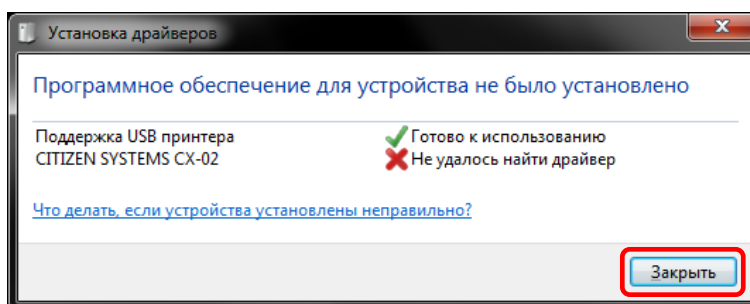 Установка драйверов
Программное обеспечение для устройства не было установлено
Поддержка USB принтера Готово к использованию
CITIZEN SYSTEMS CX-02 Не удалось найти драйвер
Что делать, если устройства установлены неправильно?
Закрыть